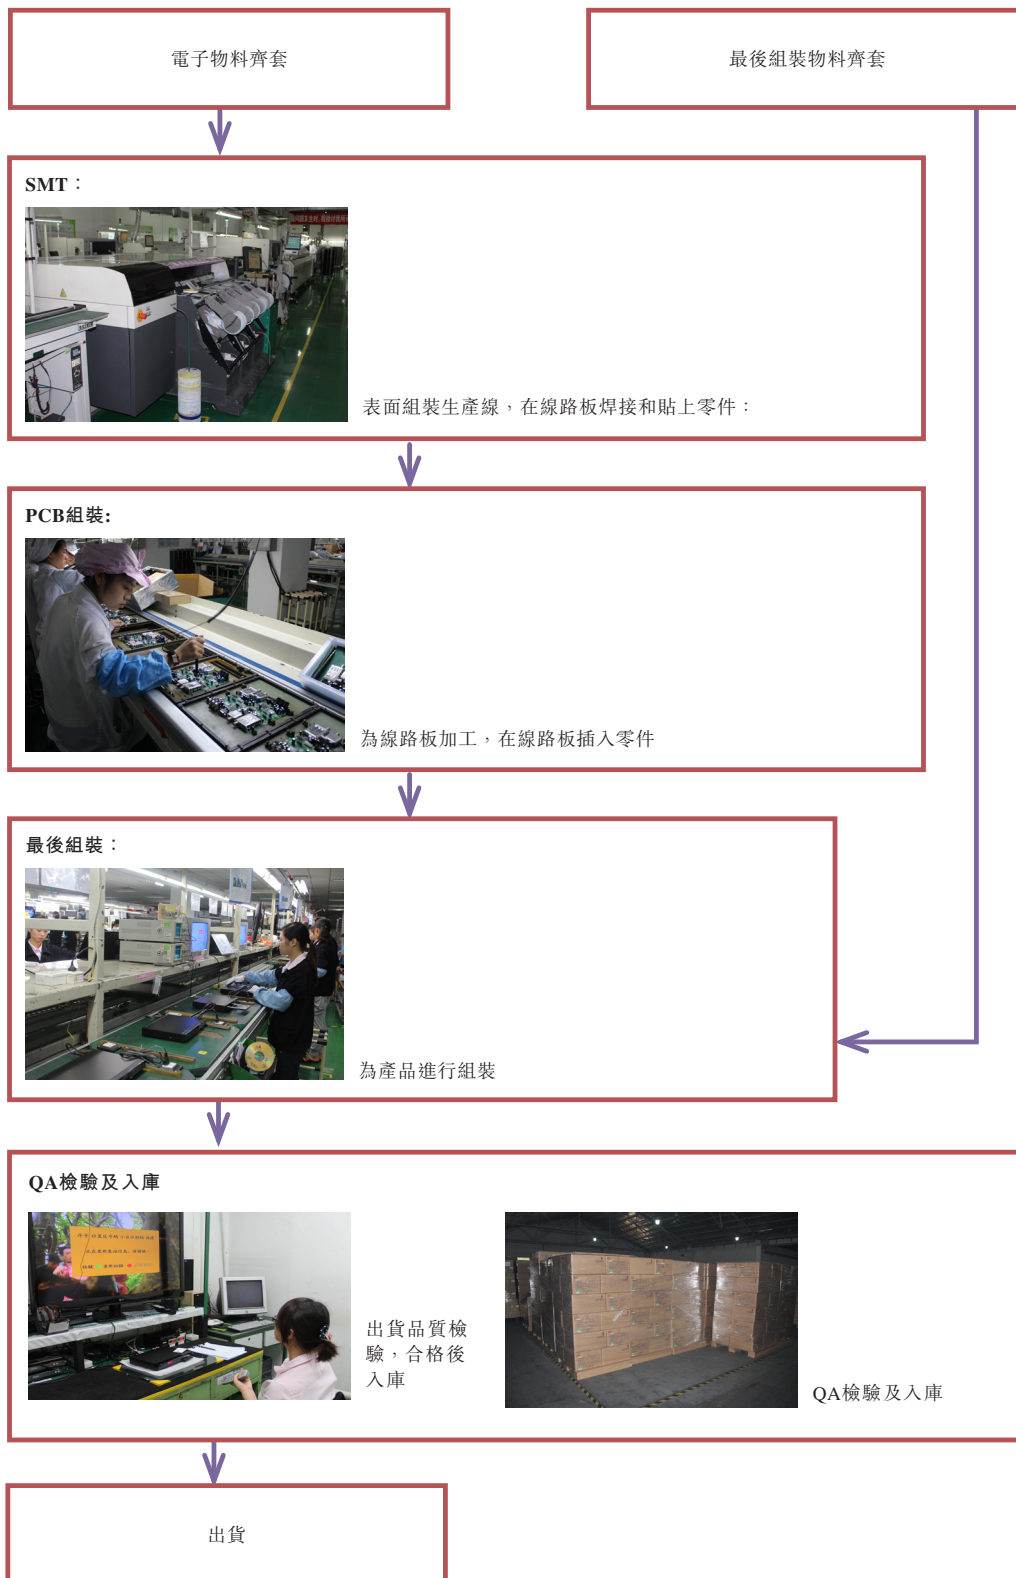 電子物料齊套
最後組裝物料齊套
SMT：
表面組裝生產線，在線路板焊接和貼上零件：
PCB組裝:
為線路板加工，在線路板插入零件
最後組裝：
為產品進行組裝
QA檢驗及入庫
出貨品質檢
驗，合格後
入庫
QA檢驗及入庫
出貨